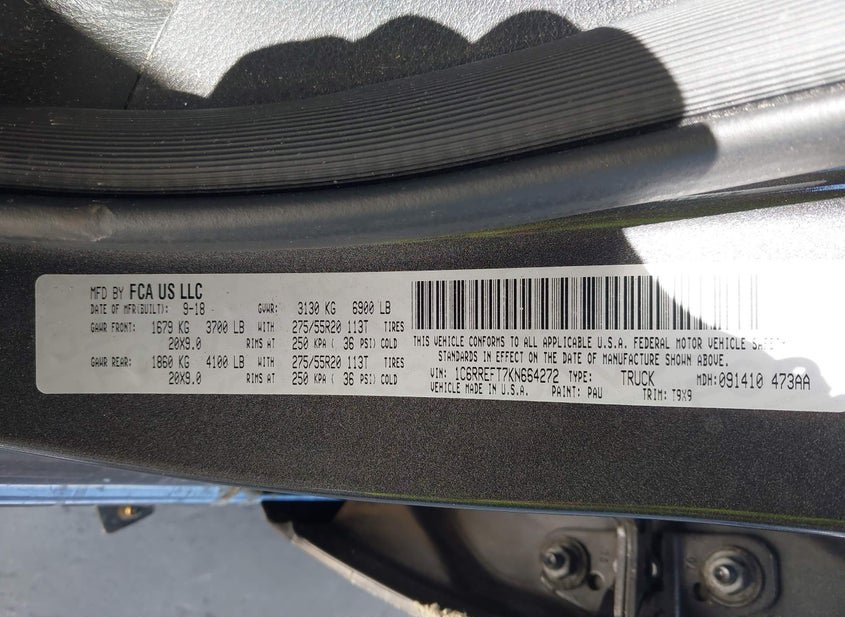 MFD BY FCA US LLC
DATE OF MFR(BUILT): 9-18 GVWR: 3130 KG 6900 LB
GAWR FRONT: 1679 KG 3700 LB WITH 275/55R20 113T TIRES
20X9.0 RIMS AT 250 KPA ( 36 PSI) COLD
GAWR REAR: 1860 KG 4100 LB WITH 275/55R20 113T TIRES
20X9.0 RIMS AT 250 KPA ( 36 PSI) COLD
THIS VEHICLE CONFORMS TO ALL APPLICABLE U.S.A. FEDERAL MOTOR VEHICLE SAFETY
STANDARDS IN EFFECT ON THE DATE OF MANUFACTURE SHOWN ABOVE.
VIN: 1C6RREFT7KN664272 TYPE: TRUCK MDH:091410 473AA
VEHICLE MADE IN U.S.A. PAINT: PAU TRIM: T9X9